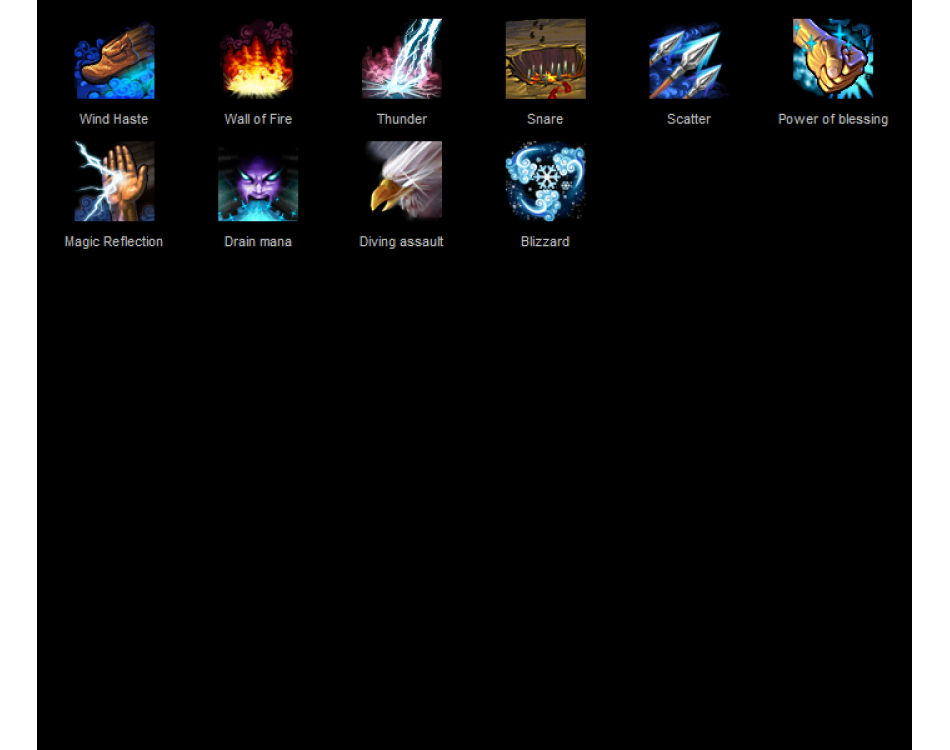 Wind Haste
Wall of Fire
Thunder
Snare
Scatter
Power of blessing
Magic Reflection
Drain mana
Diving assault
Blizzard